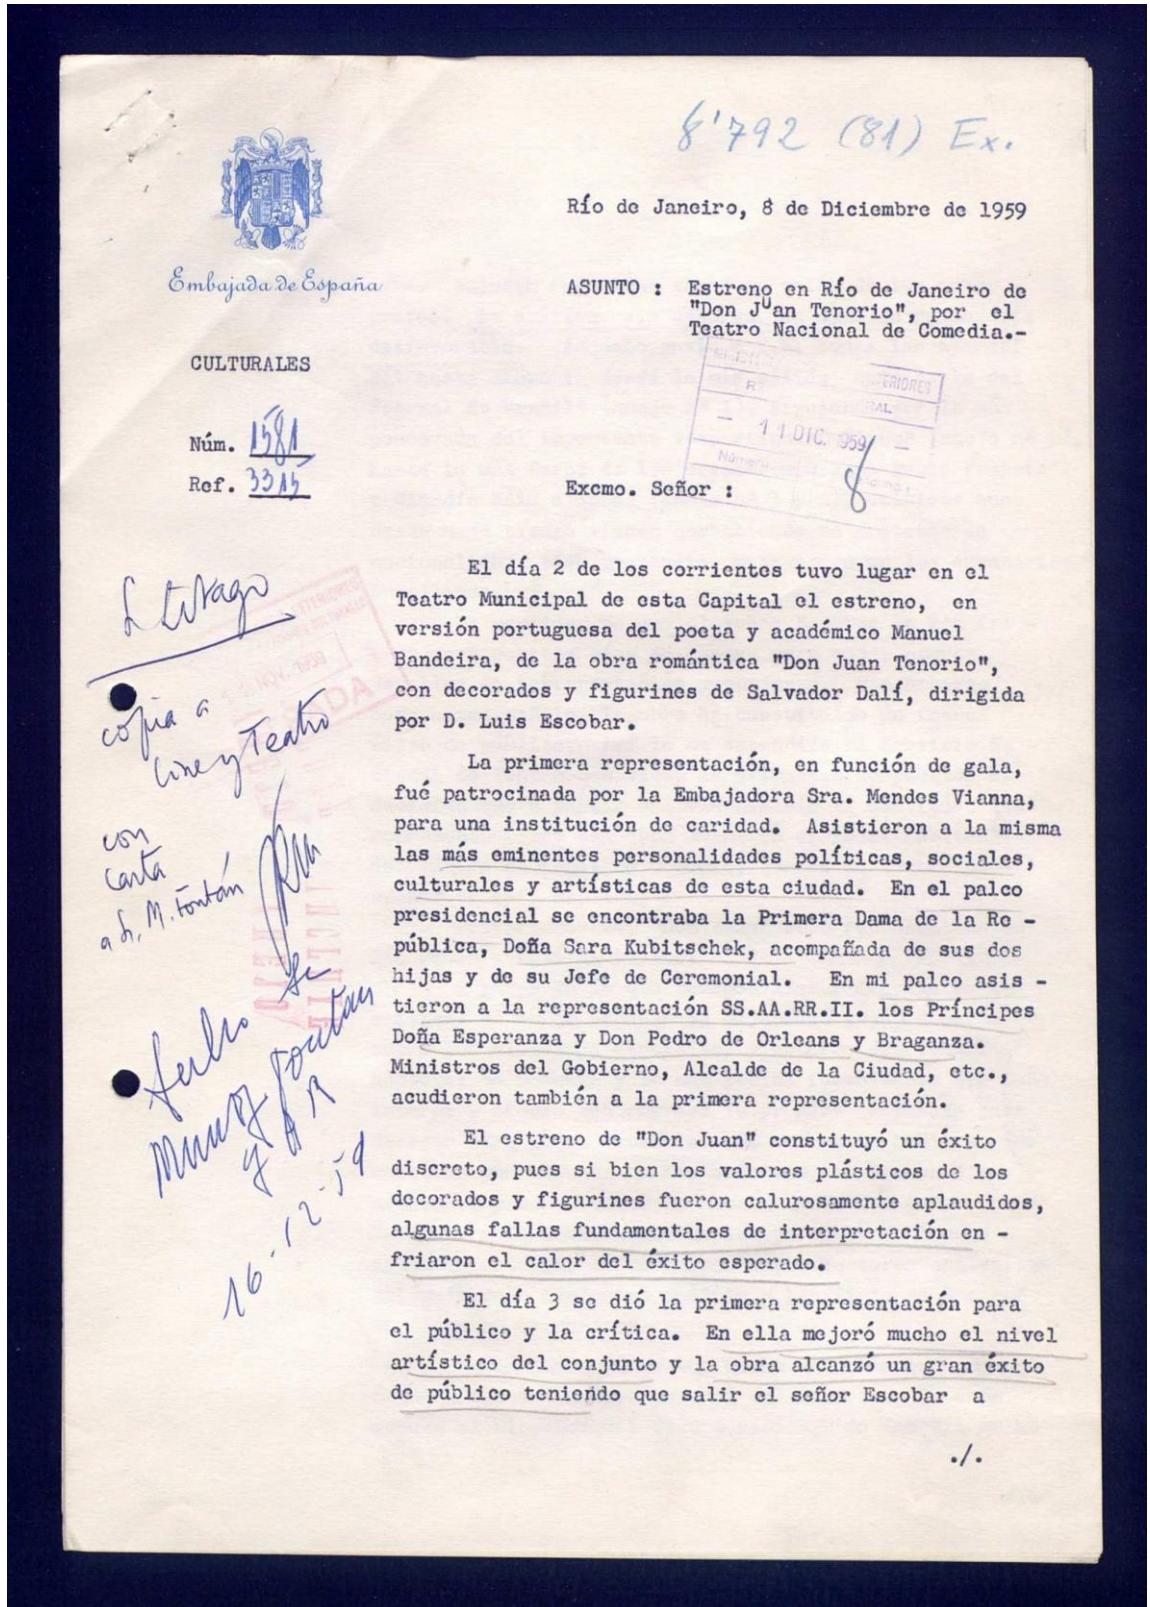 8'792 (81) Ex.
Embajada de España
Río de Janeiro, 8 de Diciembre de 1959
ASUNTO : Estreno en Río de Janeiro de
"Don Juan Tenorio", por el
Teatro Nacional de Comedia.-
CULTURALES
Núm. 1581
Ref. 3315
11 DIC. 1959
8
Excmo. Señor :
El día 2 de los corrientes tuvo lugar en el
Teatro Municipal de esta Capital el estreno, en
versión portuguesa del poeta y académico Manuel
Bandeira, de la obra romántica "Don Juan Tenorio",
con decorados y figurines de Salvador Dalí, dirigida
por D. Luis Escobar.
La primera representación, en función de gala,
fué patrocinada por la Embajadora Sra. Mendes Vianna,
para una institución de caridad. Asistieron a la misma
las más eminentes personalidades políticas, sociales,
culturales y artísticas de esta ciudad. En el palco
presidencial se encontraba la Primera Dama de la Re -
pública, Doña Sara Kubitschek, acompañada de sus dos
hijas y de su Jefe de Ceremonial. En mi palco asis -
tieron a la representación SS.AA.RR.II. los Príncipes
Doña Esperanza y Don Pedro de Orleans y Braganza.
Ministros del Gobierno, Alcalde de la Ciudad, etc.,
acudieron también a la primera representación.
El estreno de "Don Juan" constituyó un éxito
discreto, pues si bien los valores plásticos de los
decorados y figurines fueron calurosamente aplaudidos,
algunas fallas fundamentales de interpretación en -
friaron el calor del éxito esperado.
El día 3 se dió la primera representación para
el público y la crítica. En ella mejoró mucho el nivel
artístico del conjunto y la obra alcanzó un gran éxito
de público teniendo que salir el señor Escobar a
./.
copia a
Cine y Teatro
con
Carta
a Sr. M. Fontán
Muñoz Fontán
y
16-12-59